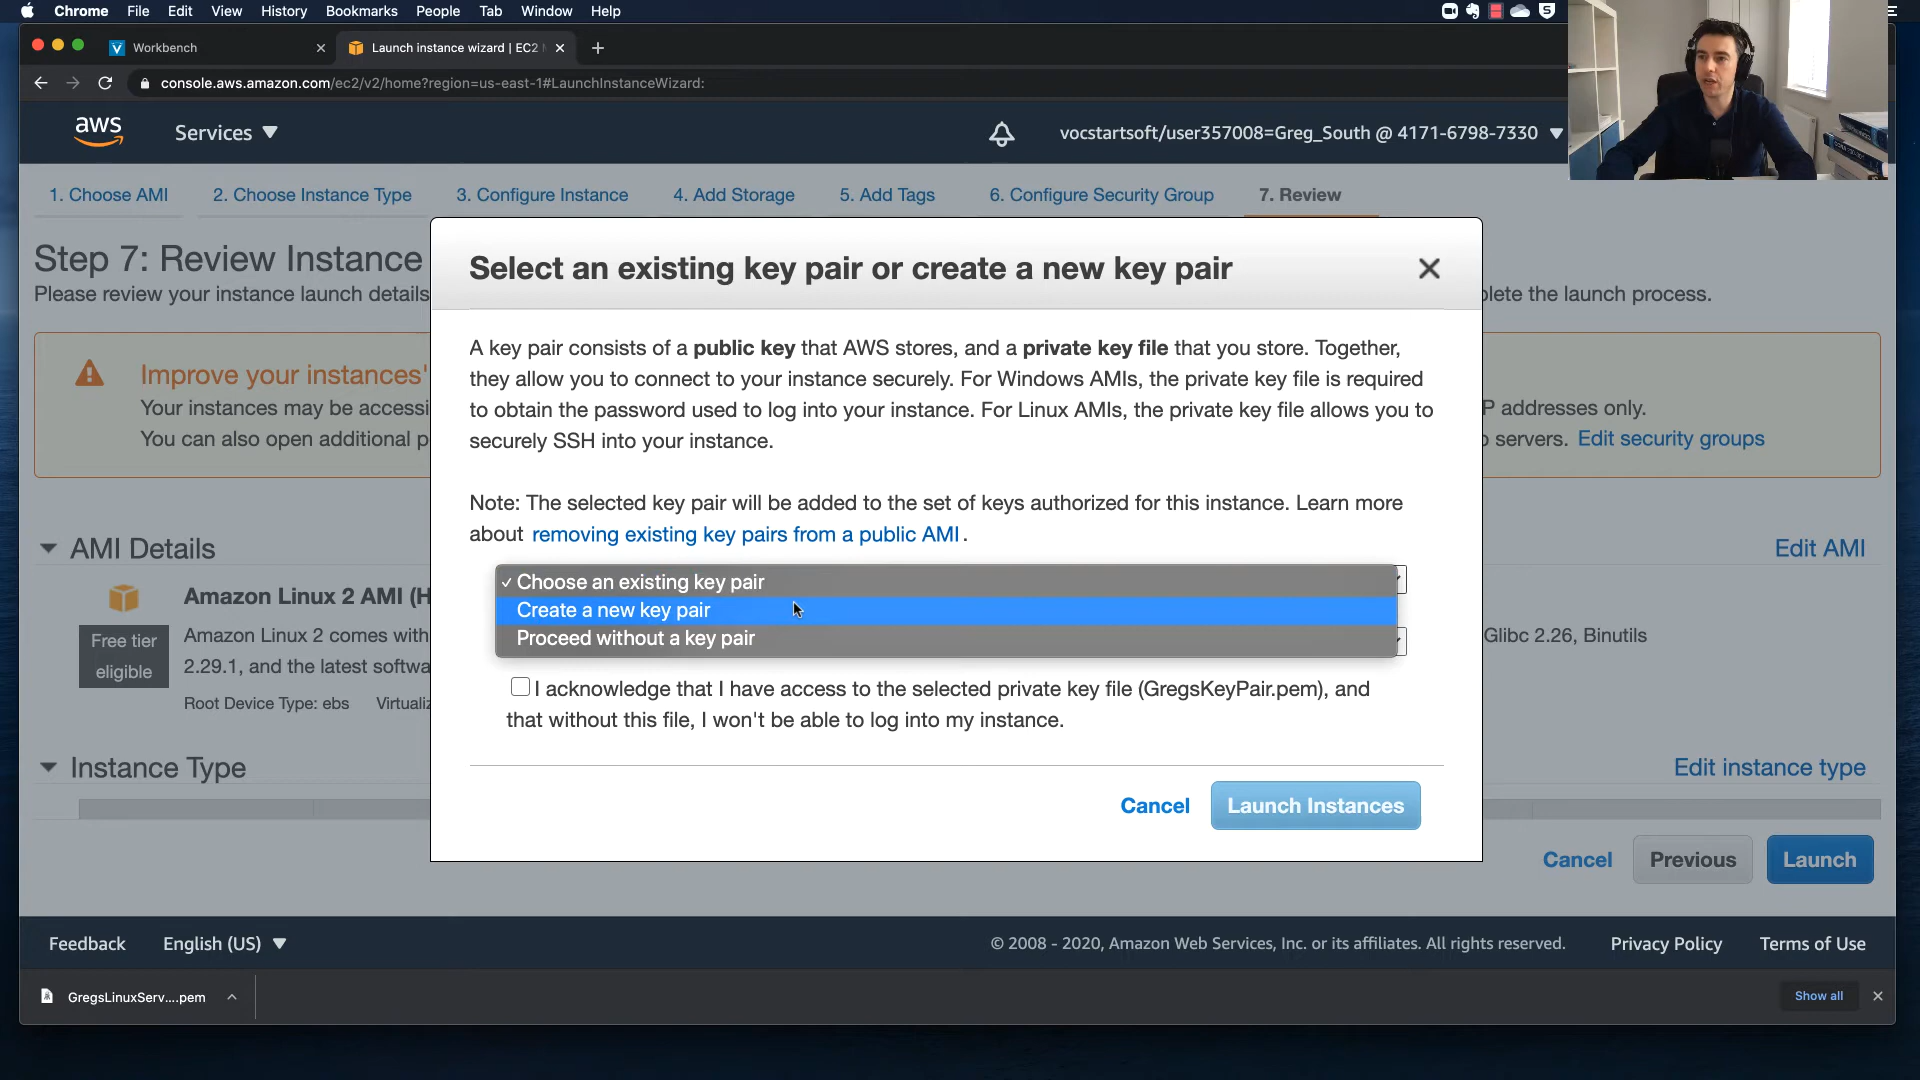 Chrome File Edit View History Bookmarks People Tab Window Help
Workbench
Launch instance wizard | EC2
console.aws.amazon.com/ec2/v2/home?region=us-east-1#LaunchInstanceWizard:
aws Services vocstartsoft/user357008=Greg_South @ 4171-6798-7330
1. Choose AMI 2. Choose Instance Type 3. Configure Instance 4. Add Storage 5. Add Tags 6. Configure Security Group 7. Review
Step 7: Review Instance
Please review your instance launch details
plete the launch process.
Improve your instances'
Your instances may be accessi
P addresses only.
You can also open additional p
servers. Edit security groups
Select an existing key pair or create a new key pair
A key pair consists of a public key that AWS stores, and a private key file that you store. Together,
they allow you to connect to your instance securely. For Windows AMIs, the private key file is required
to obtain the password used to log into your instance. For Linux AMIs, the private key file allows you to
securely SSH into your instance.
Note: The selected key pair will be added to the set of keys authorized for this instance. Learn more
about removing existing key pairs from a public AMI.
✓ Choose an existing key pair
Create a new key pair
Proceed without a key pair
I acknowledge that I have access to the selected private key file (GregsKeyPair.pem), and
that without this file, I won't be able to log into my instance.
Cancel Launch Instances
AMI Details
Edit AMI
Amazon Linux 2 AMI (H
Free tier
eligible
Amazon Linux 2 comes with
Glibc 2.26, Binutils
2.29.1, and the latest softwa
Root Device Type: ebs Virtualiz
Instance Type
Edit instance type
Cancel Previous Launch
Feedback English (US) © 2008 - 2020, Amazon Web Services, Inc. or its affiliates. All rights reserved. Privacy Policy Terms of Use
GregsLinuxServ....pem
Show all